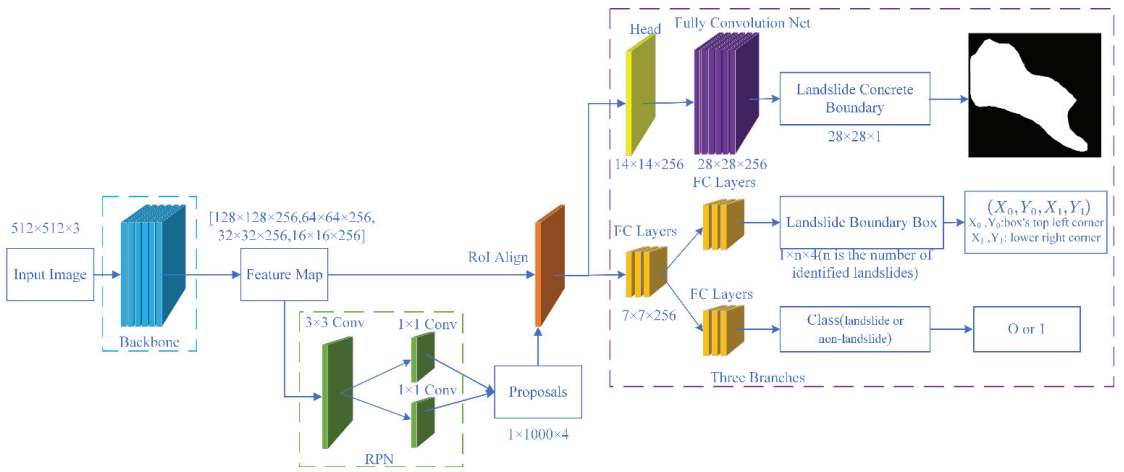 512×512×3
Input Image
Backbone
[128×128×256,64×64×256,
32×32×256,16×16×256]
Feature Map
3×3 Conv
1×1 Conv
1×1 Conv
RPN
Proposals
1×1000×4
RoI Align
Head
Fully Convolution Net
14×14×256
28×28×256
Landslide Concrete
Boundary
28×28×1
FC Layers
7×7×256
FC Layers
Landslide Boundary Box
1×n×4(n is the number of
identified landslides)
(X₀,Y₀,X₁,Y₁)
X₀ ,Y₀:box's top left corner
X₁ ,Y₁: lower right corner
FC Layers
Class(landslide or
non-landslide)
O or 1
Three Branches